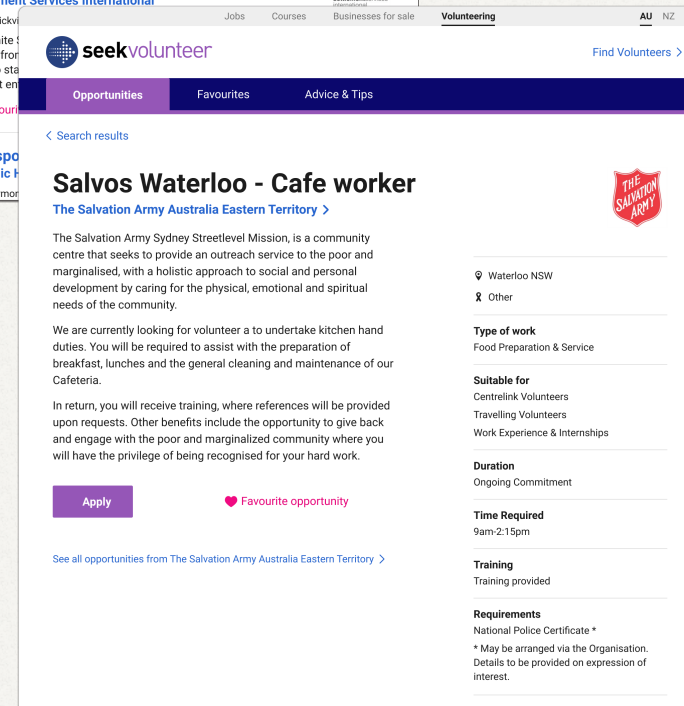 ment Services International
international
Jobs Courses Businesses for sale Volunteering AU NZ
seekvolunteer
Find Volunteers >
Opportunities Favourites Advice & Tips
< Search results
Salvos Waterloo - Cafe worker
The Salvation Army Australia Eastern Territory >
THE
SALVATION
ARMY
The Salvation Army Sydney Streetlevel Mission, is a community
centre that seeks to provide an outreach service to the poor and
marginalised, with a holistic approach to social and personal
development by caring for the physical, emotional and spiritual
needs of the community.
We are currently looking for volunteer a to undertake kitchen hand
duties. You will be required to assist with the preparation of
breakfast, lunches and the general cleaning and maintenance of our
Cafeteria.
In return, you will receive training, where references will be provided
upon requests. Other benefits include the opportunity to give back
and engage with the poor and marginalized community where you
will have the privilege of being recognised for your hard work.
Apply
Favourite opportunity
See all opportunities from The Salvation Army Australia Eastern Territory >
Waterloo NSW
Other
Type of work
Food Preparation & Service
Suitable for
Centrelink Volunteers
Travelling Volunteers
Work Experience & Internships
Duration
Ongoing Commitment
Time Required
9am-2:15pm
Training
Training provided
Requirements
National Police Certificate *
* May be arranged via the Organisation.
Details to be provided on expression of
interest.